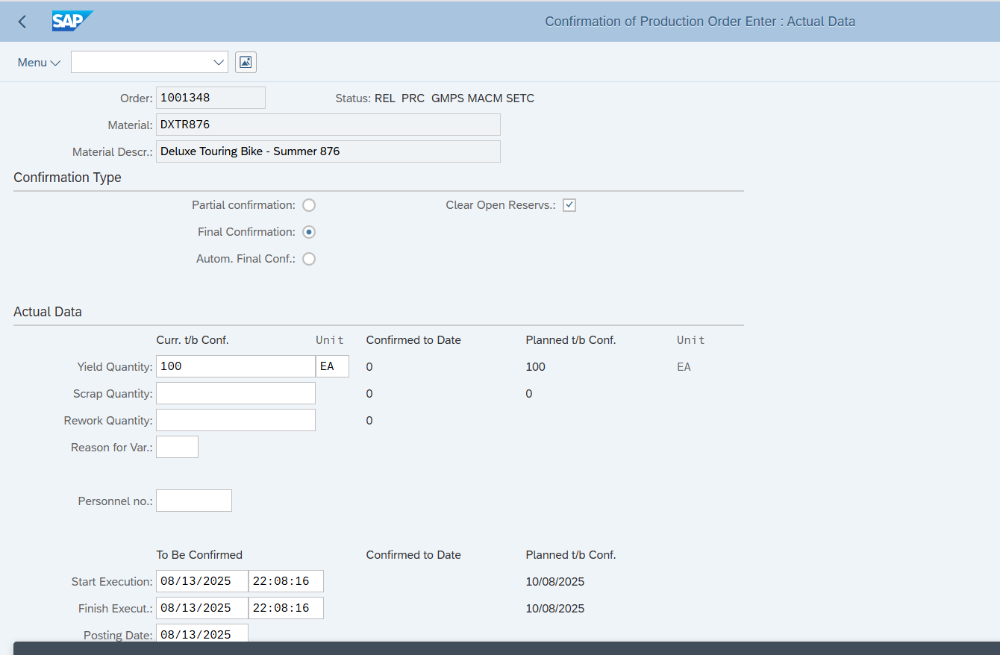 SAP Confirmation of Production Order Enter : Actual Data
Menu
Order: 1001348 Status: REL PRC GMPS MACM SETC
Material: DXTR876
Material Descr.: Deluxe Touring Bike - Summer 876
Confirmation Type
Partial confirmation: Clear Open Reservs.:
Final Confirmation:
Autom. Final Conf.:
Actual Data
Curr. t/b Conf. Unit Confirmed to Date Planned t/b Conf. Unit
Yield Quantity: 100 EA 0 100 EA
Scrap Quantity: 0 0
Rework Quantity: 0
Reason for Var.:
Personnel no.:
To Be Confirmed Confirmed to Date Planned t/b Conf.
Start Execution: 08/13/2025 22:08:16 10/08/2025
Finish Execut.: 08/13/2025 22:08:16 10/08/2025
Posting Date: 08/13/2025